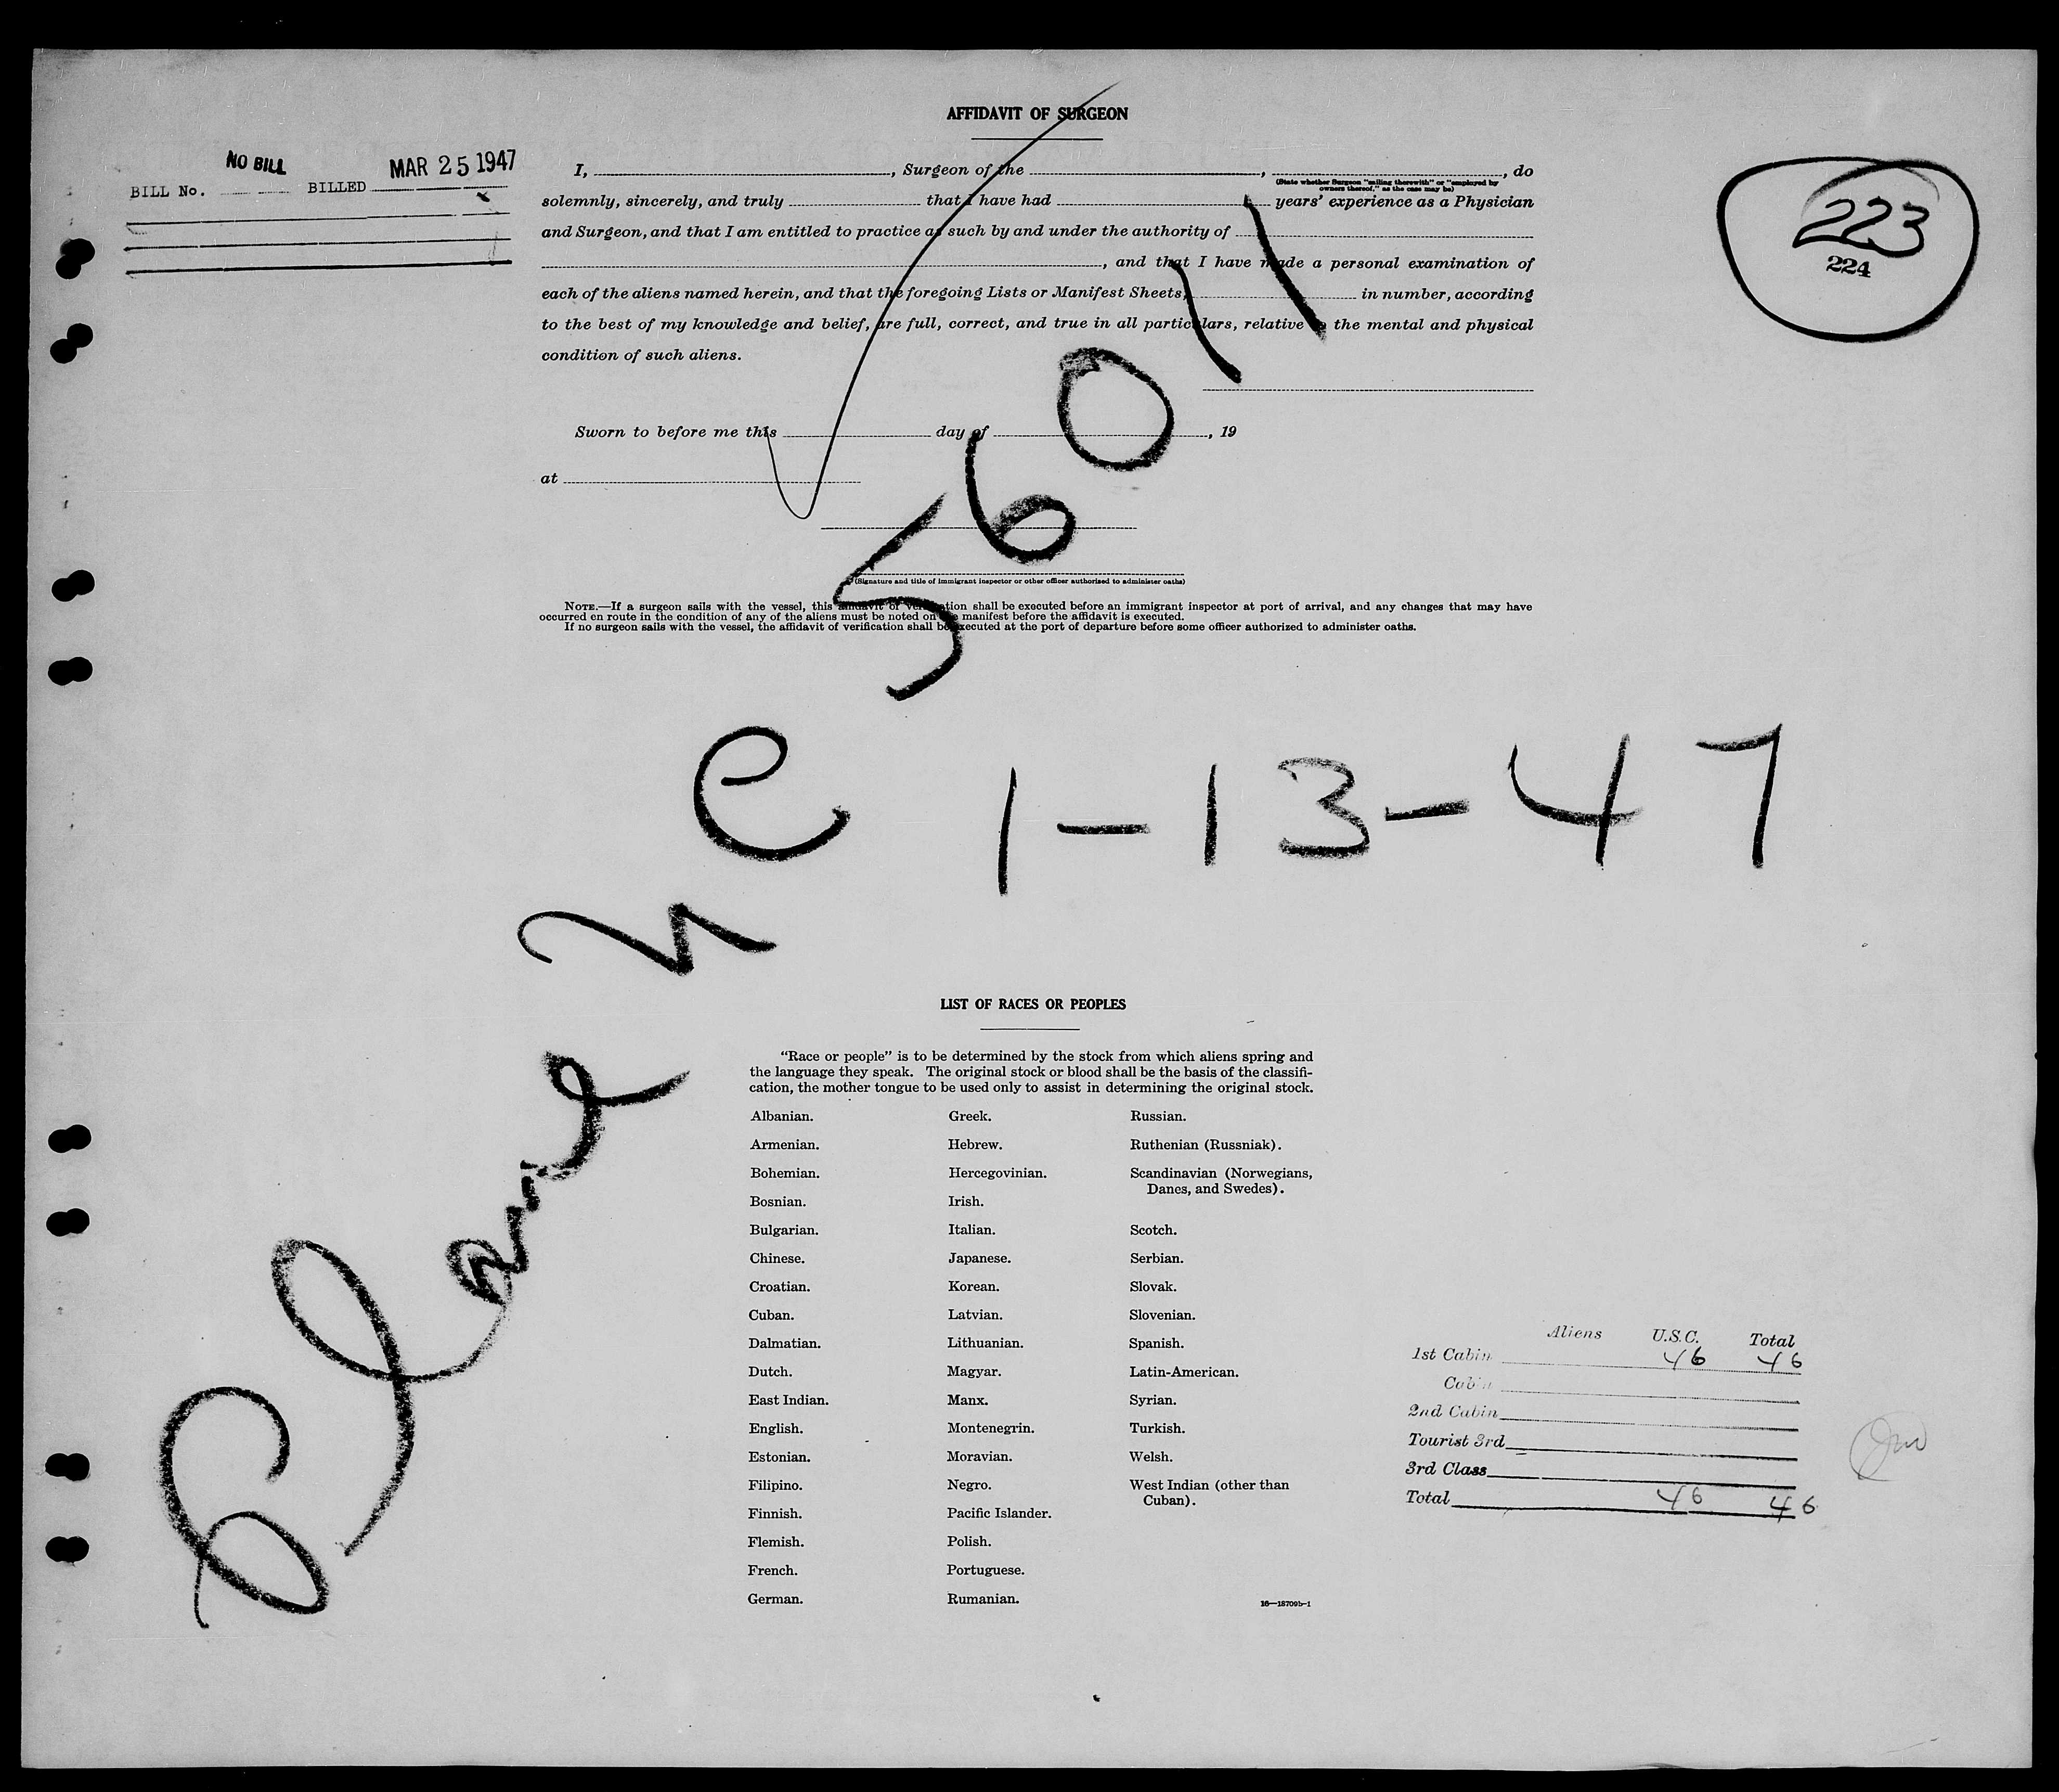 AFFIDAVIT OF SURGEON
NO BILL
MAR 25 1947
BILL No. BILLED
I, , Surgeon of the , , do
(State whether Surgeon "sailing therewith" or "employed by
owners thereof," as the case may be)
solemnly, sincerely, and truly that I have had years' experience as a Physician
and Surgeon, and that I am entitled to practice as such by and under the authority of
, and that I have made a personal examination of
each of the aliens named herein, and that the foregoing Lists or Manifest Sheets, in number, according
to the best of my knowledge and belief, are full, correct, and true in all particulars, relative to the mental and physical
condition of such aliens.
223
224
Sworn to before me this day of , 19
at
(Signature and title of immigrant inspector or other officer authorized to administer oaths)
NOTE.—If a surgeon sails with the vessel, this affidavit of verification shall be executed before an immigrant inspector at port of arrival, and any changes that may have
occurred en route in the condition of any of the aliens must be noted on the manifest before the affidavit is executed.
If no surgeon sails with the vessel, the affidavit of verification shall be executed at the port of departure before some officer authorized to administer oaths.
Plane NC 56011
1-13-47
LIST OF RACES OR PEOPLES
"Race or people" is to be determined by the stock from which aliens spring and
the language they speak. The original stock or blood shall be the basis of the classifi-
cation, the mother tongue to be used only to assist in determining the original stock.
Albanian.
Armenian.
Bohemian.
Bosnian.
Bulgarian.
Chinese.
Croatian.
Cuban.
Dalmatian.
Dutch.
East Indian.
English.
Estonian.
Filipino.
Finnish.
Flemish.
French.
German.
Greek.
Hebrew.
Hercegovinian.
Irish.
Italian.
Japanese.
Korean.
Latvian.
Lithuanian.
Magyar.
Manx.
Montenegrin.
Moravian.
Negro.
Pacific Islander.
Polish.
Portuguese.
Rumanian.
Russian.
Ruthenian (Russniak).
Scandinavian (Norwegians,
Danes, and Swedes).
Scotch.
Serbian.
Slovak.
Slovenian.
Spanish.
Latin-American.
Syrian.
Turkish.
Welsh.
West Indian (other than
Cuban).
16—18709b-1
Aliens U.S.C. Total
1st Cabin 46 46
Cabin
2nd Cabin
Tourist 3rd
3rd Class
Total 46 46